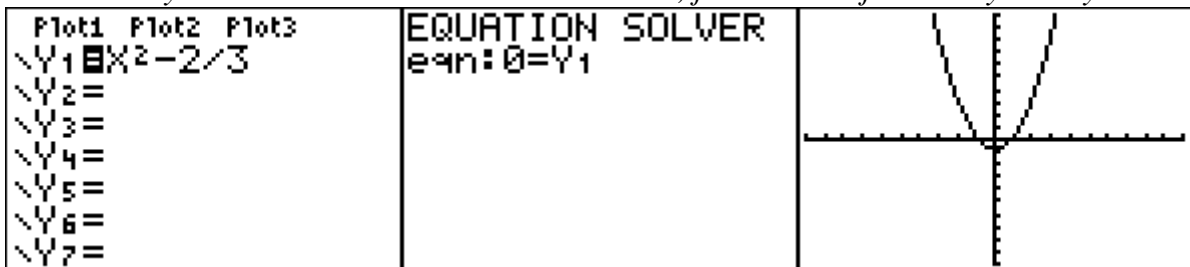 Plot1 Plot2 Plot3
\Y1=X²-2/3
\Y2=
\Y3=
\Y4=
\Y5=
\Y6=
\Y7=
EQUATION SOLVER
eqn:0=Y1